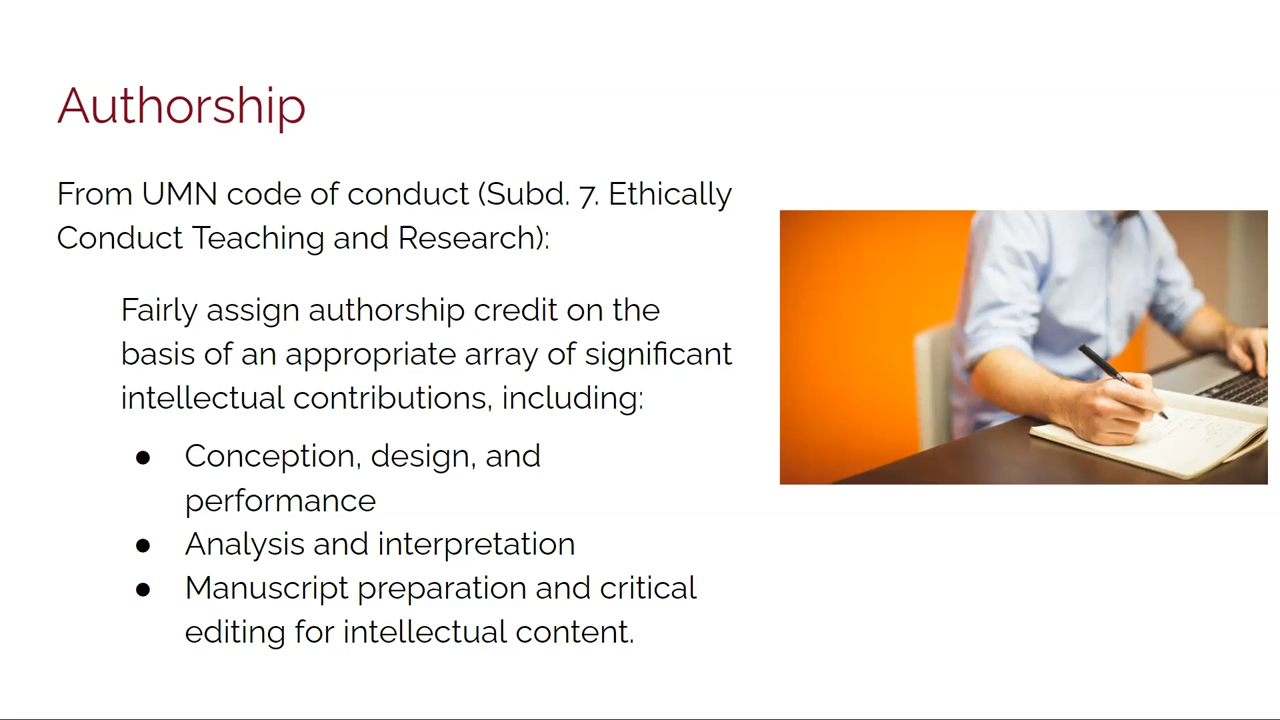 Authorship
From UMN code of conduct (Subd. 7. Ethically
Conduct Teaching and Research):
Fairly assign authorship credit on the
basis of an appropriate array of significant
intellectual contributions, including:
● Conception, design, and
performance
● Analysis and interpretation
● Manuscript preparation and critical
editing for intellectual content.